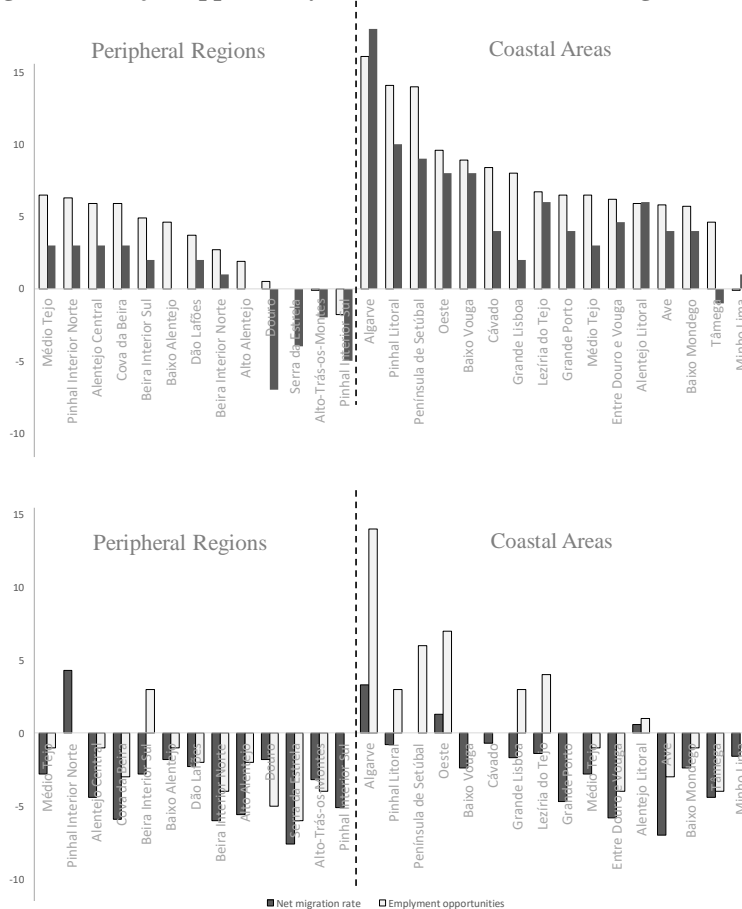 Peripheral Regions
Coastal Areas
15
10
5
0
-5
-10
Médio Tejo
Pinhal Interior Norte
Alentejo Central
Cova da Beira
Beira Interior Sul
Baixo Alentejo
Dão Lafões
Beira Interior Norte
Alto Alentejo
Douro
Serra da Estrela
Alto-Trás-os-Montes
Pinhal Interior Sul
Algarve
Pinhal Litoral
Península de Setúbal
Oeste
Baixo Vouga
Cávado
Grande Lisboa
Lezíria do Tejo
Grande Porto
Médio Tejo
Entre Douro e Vouga
Alentejo Litoral
Ave
Baixo Mondego
Tâmega
Minho Lima
15
Peripheral Regions
Coastal Areas
10
5
0
-5
-10
Médio Tejo
Pinhal Interior Norte
Alentejo Central
Cova da Beira
Beira Interior Sul
Baixo Alentejo
Dão Lafões
Beira Interior Norte
Alto Alentejo
Douro
Serra da Estrela
Alto-Trás-os-Montes
Pinhal Interior Sul
Algarve
Pinhal Litoral
Península de Setúbal
Oeste
Baixo Vouga
Cávado
Grande Lisboa
Lezíria do Tejo
Grande Porto
Médio Tejo
Entre Douro e Vouga
Alentejo Litoral
Ave
Baixo Mondego
Tâmega
Minho Lima
Net migration rate
Emplyment opportunities